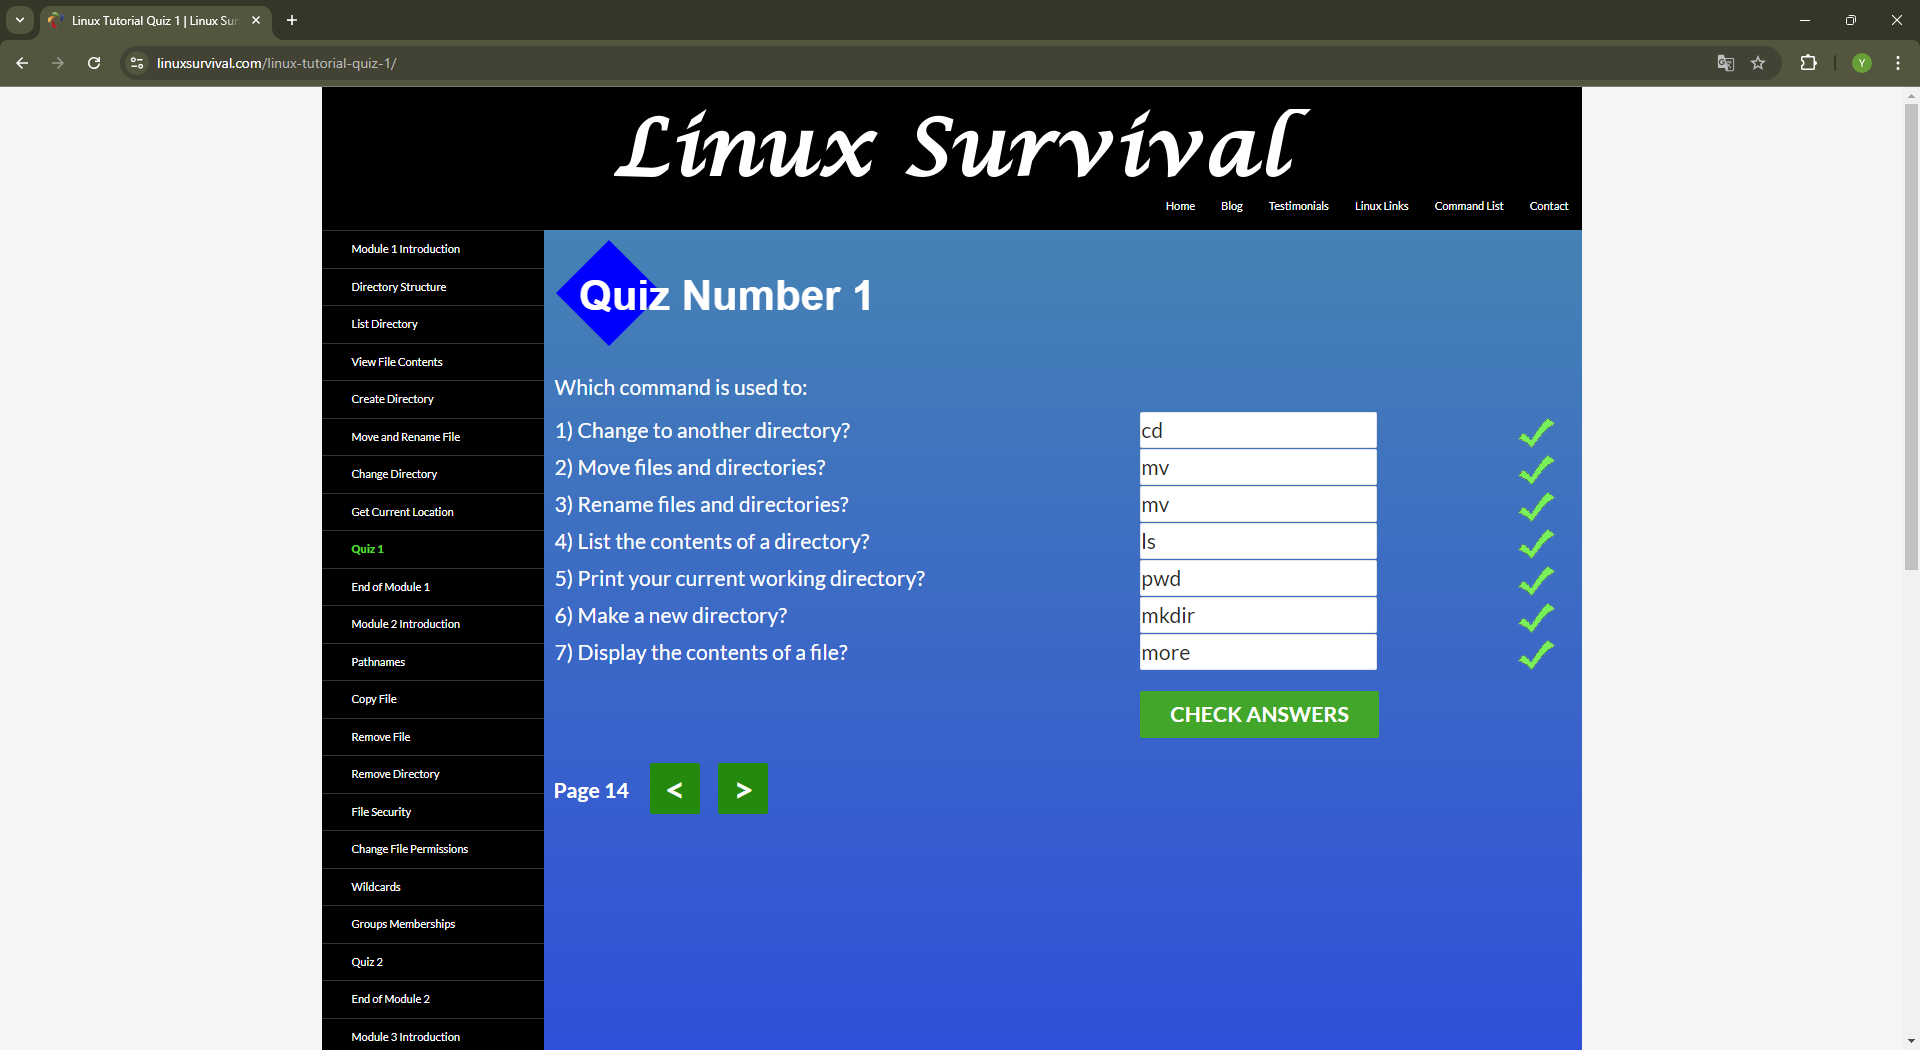 Linux Tutorial Quiz 1 | Linux Sur
linuxsurvival.com/linux-tutorial-quiz-1/
Y
Linux Survival
Home Blog Testimonials Linux Links Command List Contact
Module 1 Introduction
Directory Structure
List Directory
View File Contents
Create Directory
Move and Rename File
Change Directory
Get Current Location
Quiz 1
End of Module 1
Module 2 Introduction
Pathnames
Copy File
Remove File
Remove Directory
File Security
Change File Permissions
Wildcards
Groups Memberships
Quiz 2
End of Module 2
Module 3 Introduction
Quiz Number 1
Which command is used to:
1) Change to another directory? cd
2) Move files and directories? mv
3) Rename files and directories? mv
4) List the contents of a directory? ls
5) Print your current working directory? pwd
6) Make a new directory? mkdir
7) Display the contents of a file? more
CHECK ANSWERS
Page 14 < >